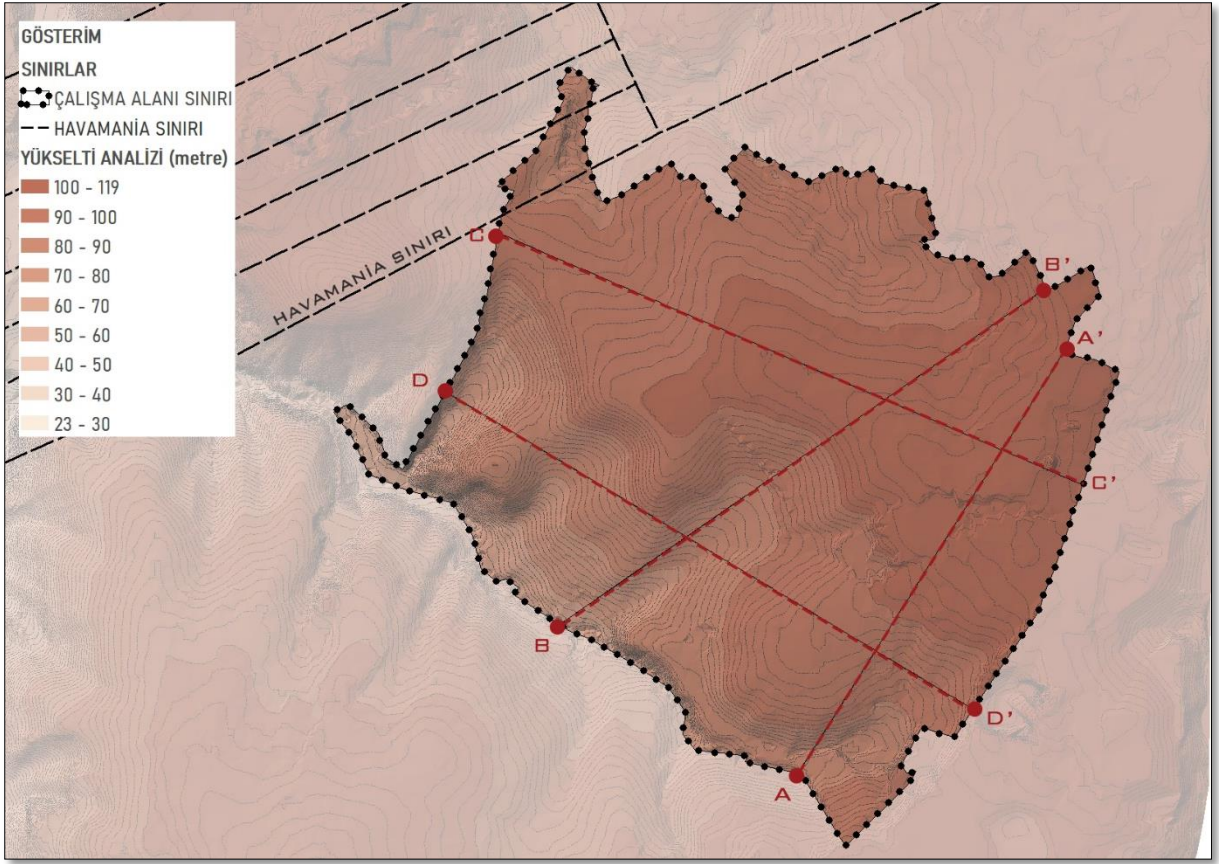 GÖSTERİM
SINIRLAR
ÇALIŞMA ALANI SINIRI
HAVAMANIA SINIRI
YÜKSELTİ ANALİZİ (metre)
100 - 119
90 - 100
80 - 90
70 - 80
60 - 70
50 - 60
40 - 50
30 - 40
23 - 30
HAVAMANİA SINIRI
C
B'
A'
D
C'
B
D'
A